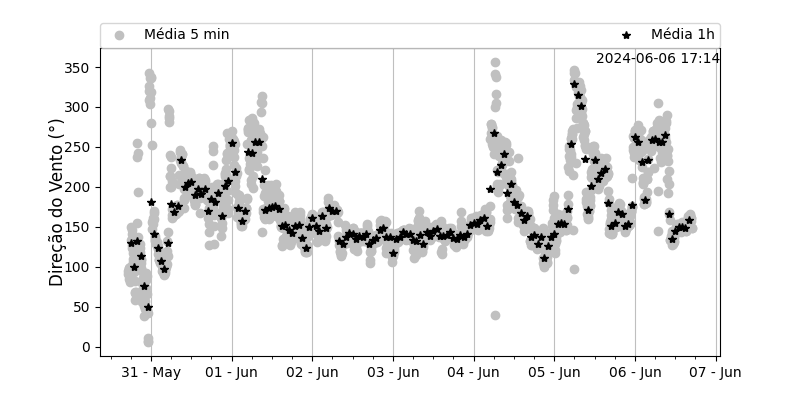 Média 5 min
Média 1h
2024-06-06 17:14
Direção do Vento (°)
350
300
250
200
150
100
50
0
31 - May
01 - Jun
02 - Jun
03 - Jun
04 - Jun
05 - Jun
06 - Jun
07 - Jun